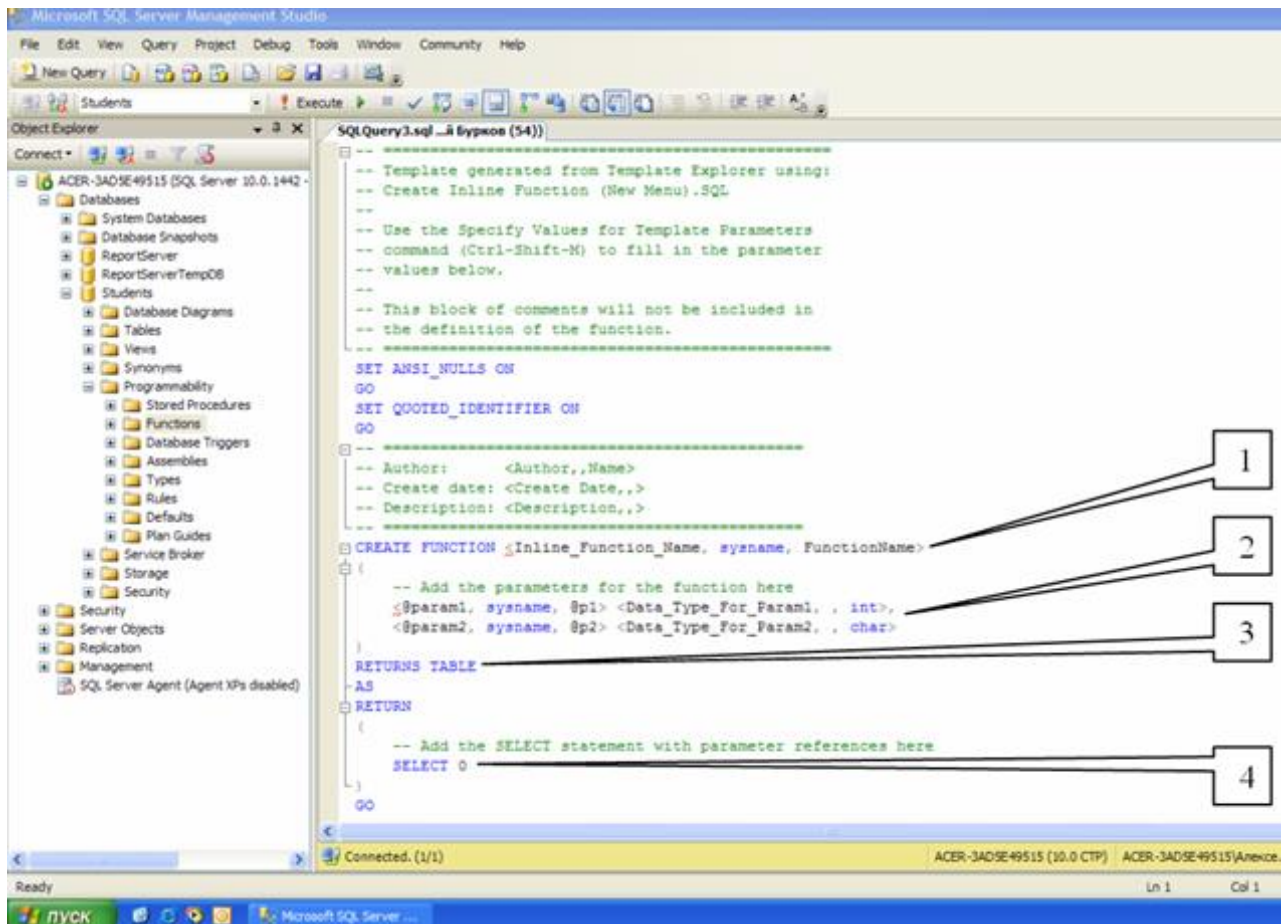 Microsoft SQL Server Management Studio
File Edit View Query Project Debug Tools Window Community Help
New Query
Students Execute
Object Explorer
SQLQuery3.sql ...й Бурков (54))
Connect
ACER-3AD5E49515 (SQL Server 10.0.1442 -
Databases
System Databases
Database Snapshots
ReportServer
ReportServerTempDB
Students
Database Diagrams
Tables
Views
Synonyms
Programmability
Stored Procedures
Functions
Database Triggers
Assemblies
Types
Rules
Defaults
Plan Guides
Service Broker
Storage
Security
Security
Server Objects
Replication
Management
SQL Server Agent (Agent XPs disabled)
-- ================================================
-- Template generated from Template Explorer using:
-- Create Inline Function (New Menu).SQL
--
-- Use the Specify Values for Template Parameters
-- command (Ctrl-Shift-M) to fill in the parameter
-- values below.
--
-- This block of comments will not be included in
-- the definition of the function.
-- ================================================
SET ANSI_NULLS ON
GO
SET QUOTED_IDENTIFIER ON
GO
-- =============================================
-- Author: <Author,,Name>
-- Create date: <Create Date,,>
-- Description: <Description,,>
-- =============================================
CREATE FUNCTION <Inline_Function_Name, sysname, FunctionName>
(
-- Add the parameters for the function here
<@param1, sysname, @p1> <Data_Type_For_Param1, , int>,
<@param2, sysname, @p2> <Data_Type_For_Param2, , char>
)
RETURNS TABLE
AS
RETURN
(
-- Add the SELECT statement with parameter references here
SELECT 0
)
GO
1
2
3
4
Connected. (1/1) ACER-3AD5E49515 (10.0 CTP) ACER-3AD5E49515\Алексе.
Ready Ln 1 Col 1
пуск Microsoft SQL Server ...